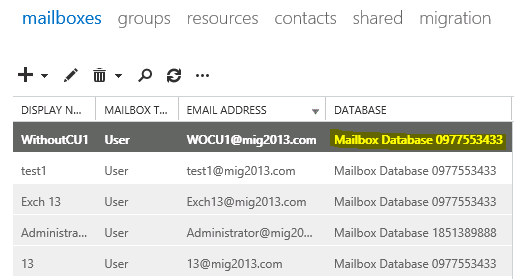 mailboxes groups resources contacts shared migration
DISPLAY N... MAILBOX T... EMAIL ADDRESS DATABASE
WithoutCU1 User WOCU1@mig2013.com Mailbox Database 0977553433
test1 User test1@mig2013.com Mailbox Database 0977553433
Exch 13 User Exch13@mig2013.com Mailbox Database 0977553433
Administra... User Administrator@mig20... Mailbox Database 1851389888
13 User 13@mig2013.com Mailbox Database 0977553433